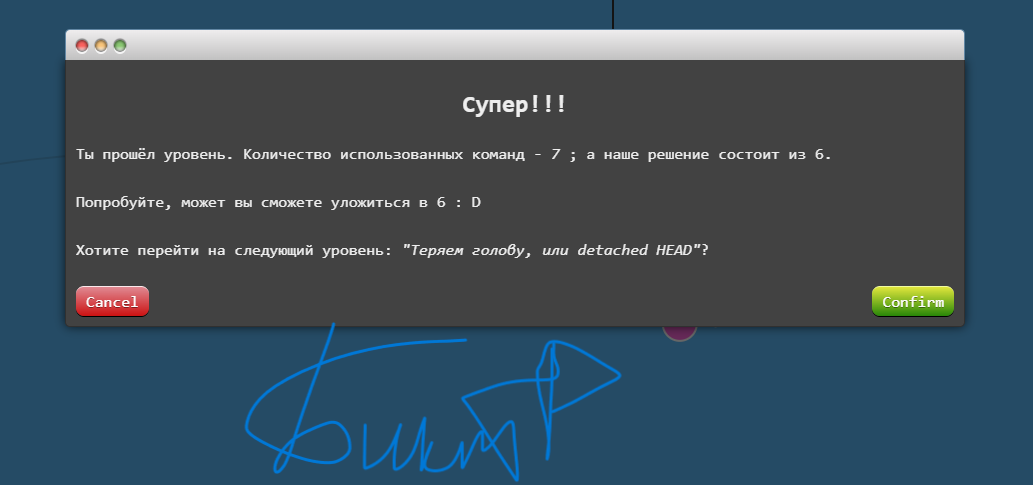 Супер!!!
Ты прошёл уровень. Количество использованных команд - 7 ; а наше решение состоит из 6.
Попробуйте, может вы сможете уложиться в 6 : D
Хотите перейти на следующий уровень: "Теряем голову, или detached HEAD"?
Cancel
Confirm